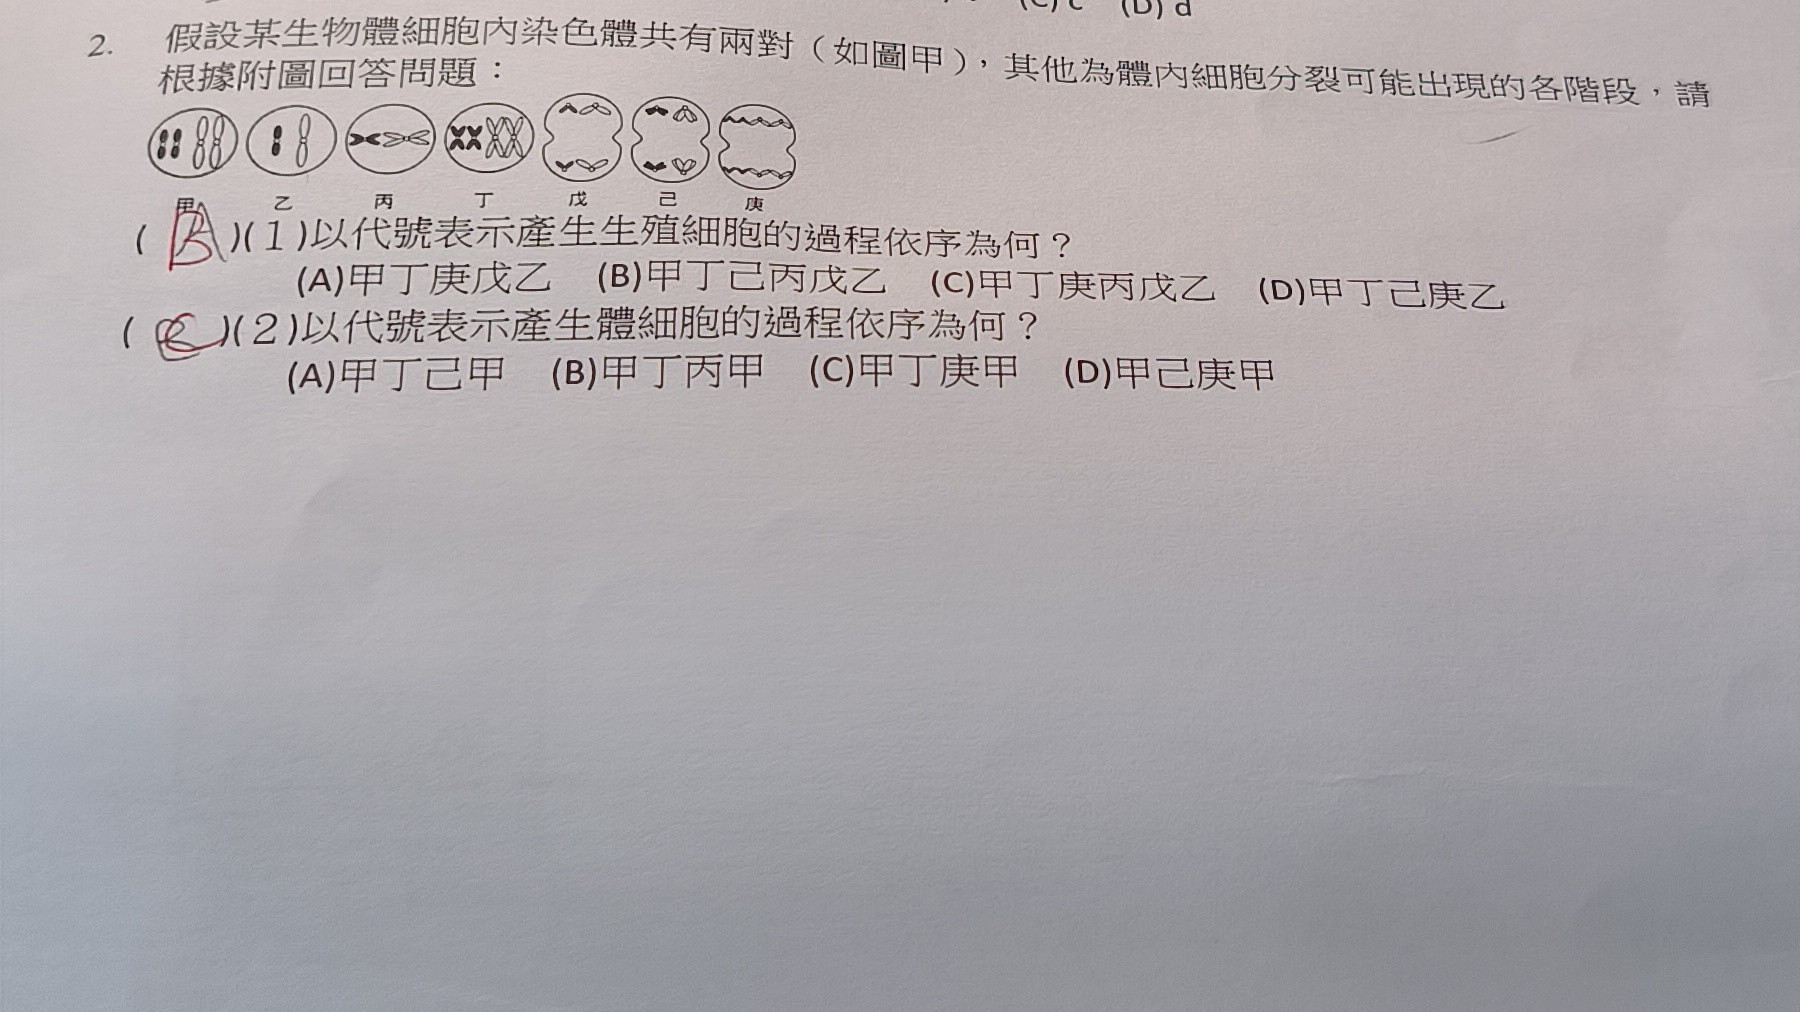 (C) c (D) d
2. 假設某生物體細胞內染色體共有兩對（如圖甲），其他為體內細胞分裂可能出現的各階段，請
根據附圖回答問題：
甲 乙 丙 丁 戊 己 庚
( B )(1)以代號表示產生生殖細胞的過程依序為何？
(A)甲丁庚戊乙 (B)甲丁己丙戊乙 (C)甲丁庚丙戊乙 (D)甲丁己庚乙
( C )(2)以代號表示產生體細胞的過程依序為何？
(A)甲丁己甲 (B)甲丁丙甲 (C)甲丁庚甲 (D)甲己庚甲